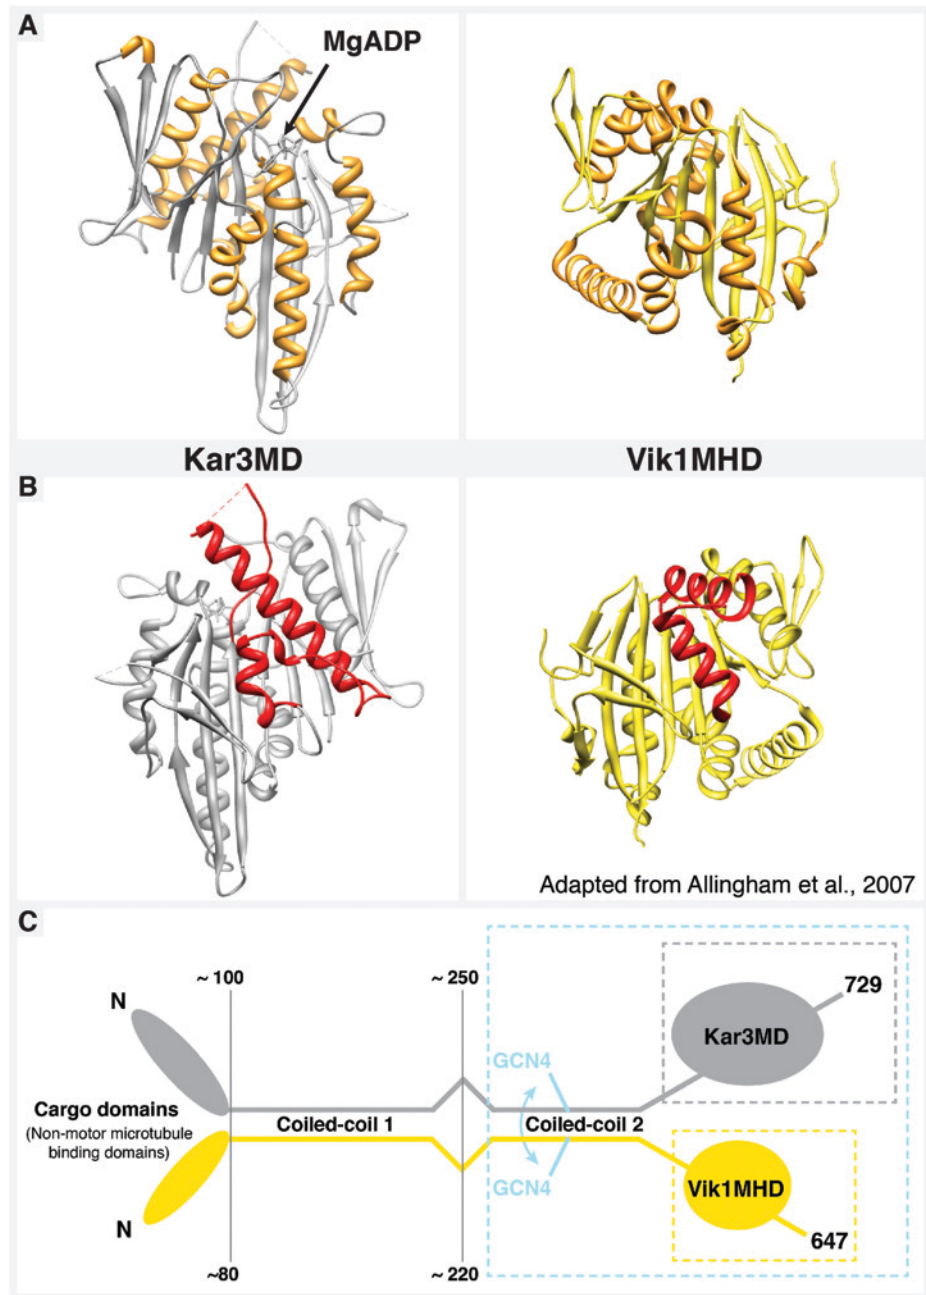 A
MgADP
Kar3MD
Vik1MHD
B
Adapted from Allingham et al., 2007
C
~ 100
~ 250
N
729
Kar3MD
GCN4
Cargo domains
(Non-motor microtubule
binding domains)
Coiled-coil 1
Coiled-coil 2
GCN4
Vik1MHD
N
647
~80
~ 220